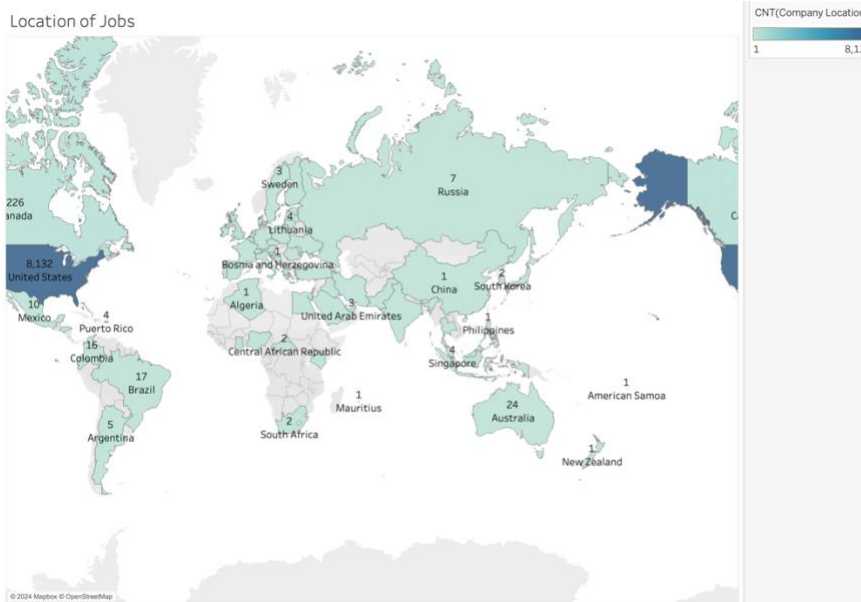 Location of Jobs
CNT(Company Location
1
8,13
3
Sweden
7
Russia
226
anada
4
Lithuania
C
8,132
United States
1
Bosnia and Herzegovina
1
China
2
South Korea
10
Mexico
4
Puerto Rico
1
Algeria
3
United Arab Emirates
1
Philippines
16
Colombia
2
Central African Republic
4
Singapore
17
Brazil
1
Mauritius
1
American Samoa
5
Argentina
2
South Africa
24
Australia
1
New Zealand
© 2024 Mapbox © OpenStreetMap